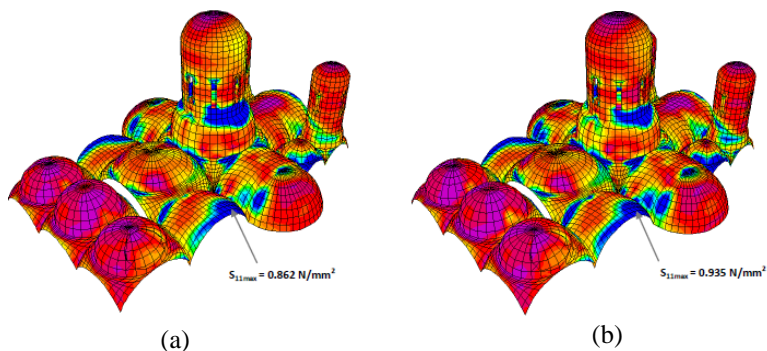 S₁₁max = 0.862 N/mm²
S₁₁max = 0.935 N/mm²
(a)
(b)